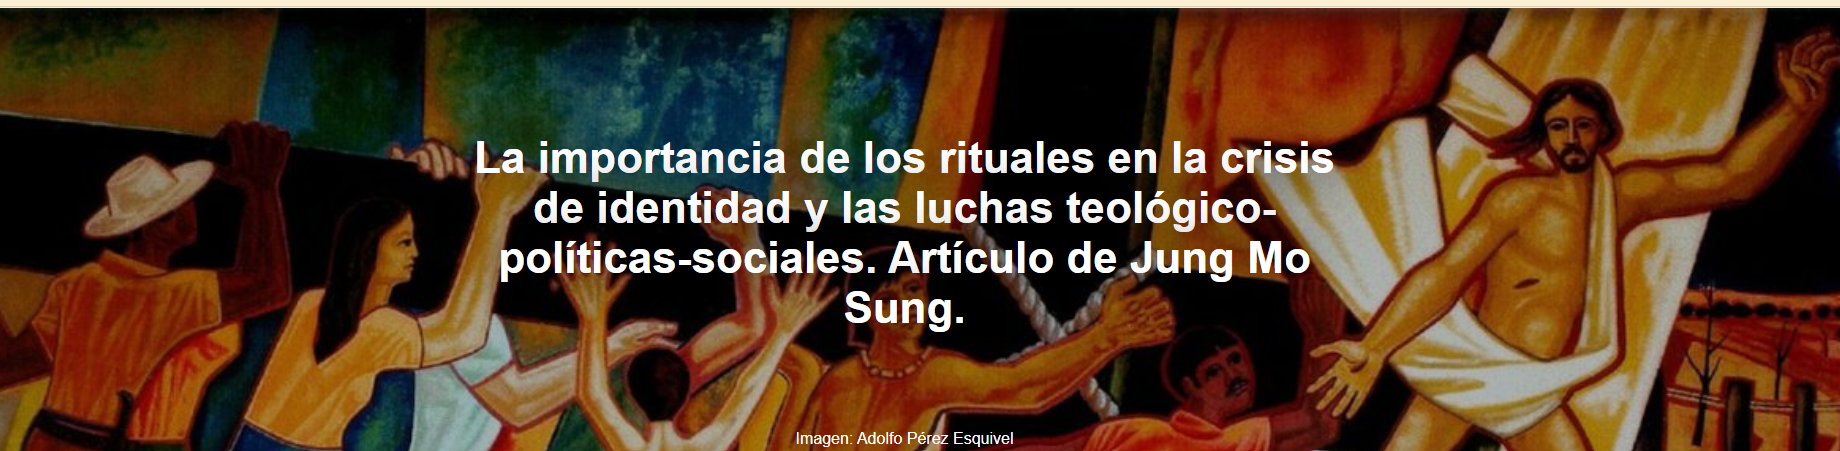 La importancia de los rituales en la crisis
de identidad y las luchas teológico-
políticas-sociales. Artículo de Jung Mo
Sung.
Imagen: Adolfo Pérez Esquivel